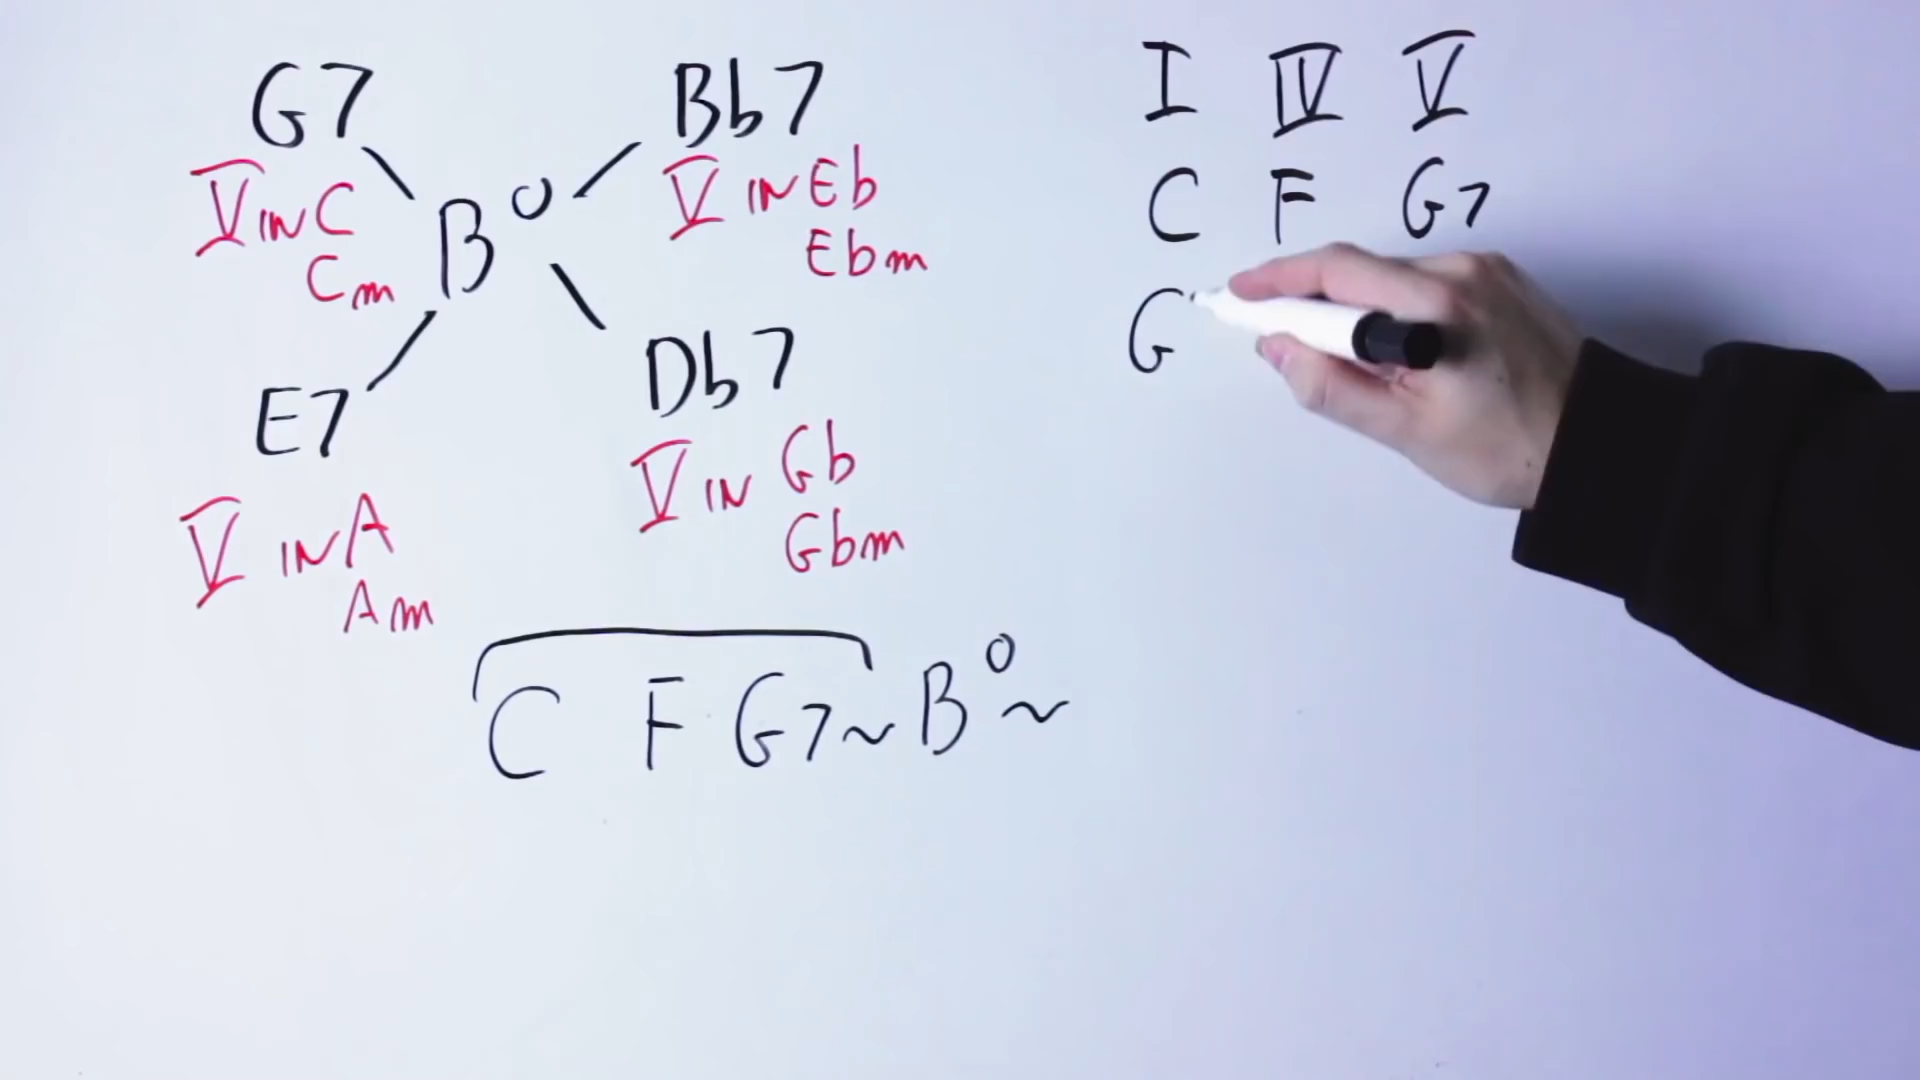 G7
V IN C
Cm
B°
Bb7
V IN Eb
Ebm
E7
V IN A
Am
Db7
V IN Gb
Gbm
C F G7~B°~
I IV V
C F G7
G